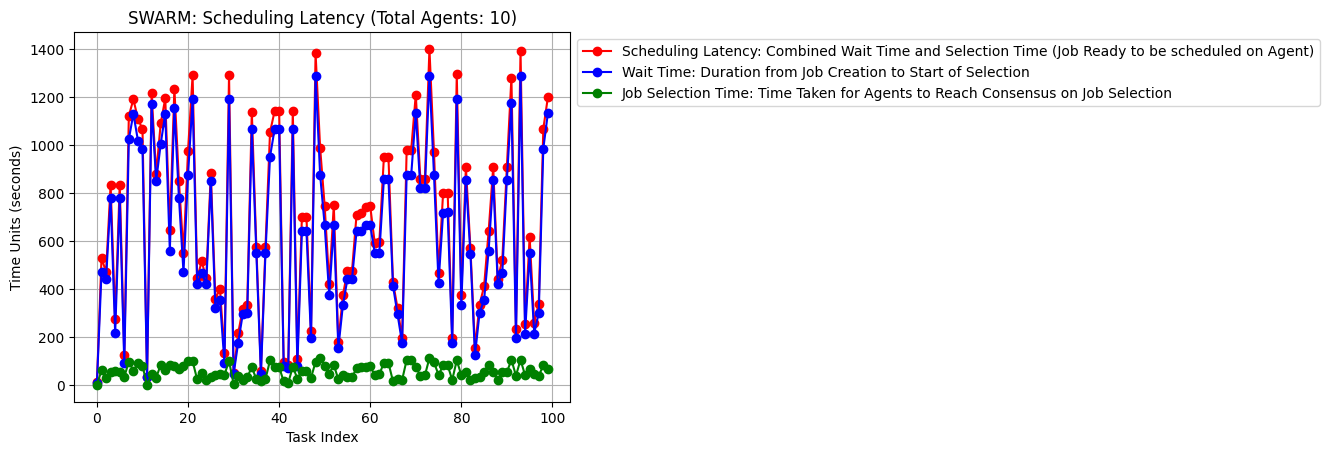 SWARM: Scheduling Latency (Total Agents: 10)
Scheduling Latency: Combined Wait Time and Selection Time (Job Ready to be scheduled on Agent)
Wait Time: Duration from Job Creation to Start of Selection
Job Selection Time: Time Taken for Agents to Reach Consensus on Job Selection
Time Units (seconds)
1400
1200
1000
800
600
400
200
0
0 20 40 60 80 100
Task Index